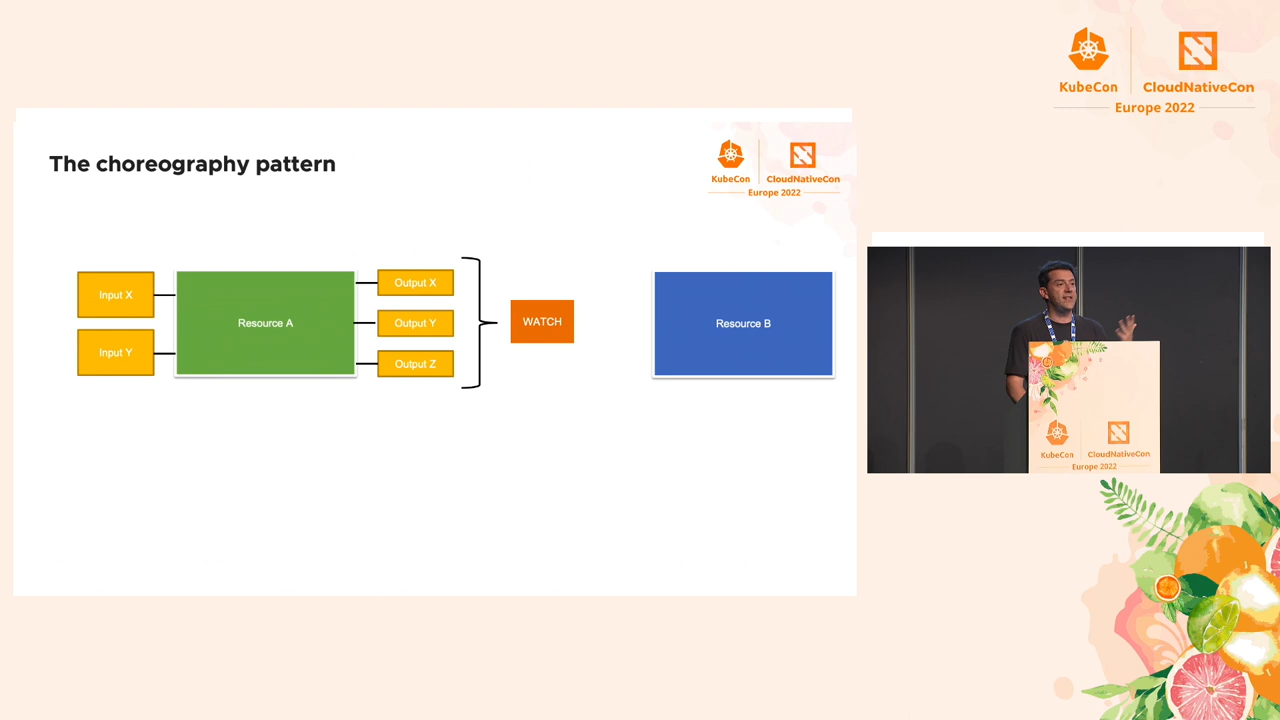 KubeCon
CloudNativeCon
Europe 2022
The choreography pattern
KubeCon
CloudNativeCon
Europe 2022
Input X
Input Y
Resource A
Output X
Output Y
Output Z
WATCH
Resource B
KubeCon
CloudNativeCon
Europe 2022